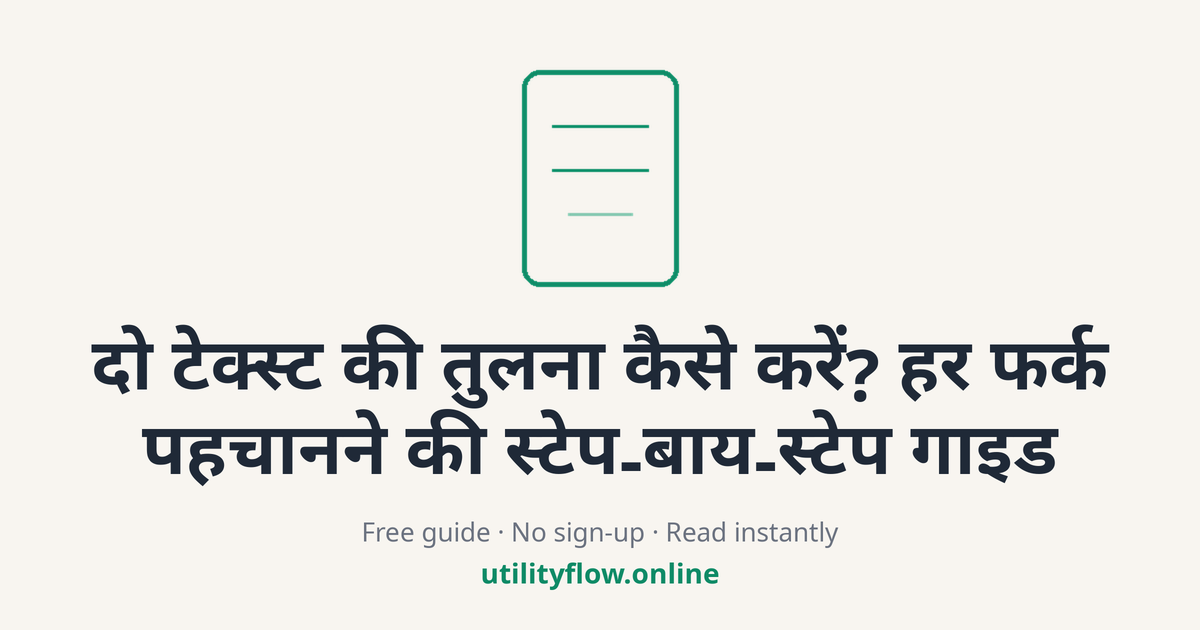 दो टेक्स्ट की तुलना कैसे करें? हर फर्क
पहचानने की स्टेप-बाय-स्टेप गाइड
Free guide · No sign-up · Read instantly
utilityflow.online